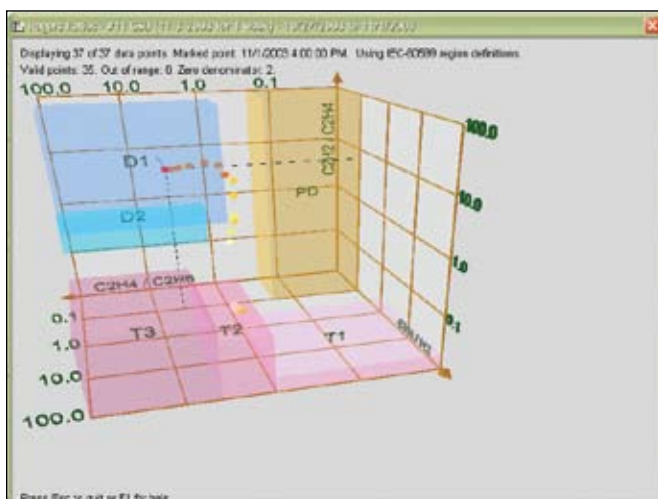 Displaying 37 of 37 data points. Marked point: 11/1/2003 4:00:00 PM. Using IEC-60599 region definitions.
Valid points: 35. Out of range: 0. Zero denominator: 2.
100.0 10.0 1.0 0.1
C2H2 / C2H4
100.0
D1
PD
10.0
D2
1.0
C2H4 / C2H6
0.1
0.1
T3 T2 T1
1.0
10.0
100.0
Press Esc to quit or F1 for help